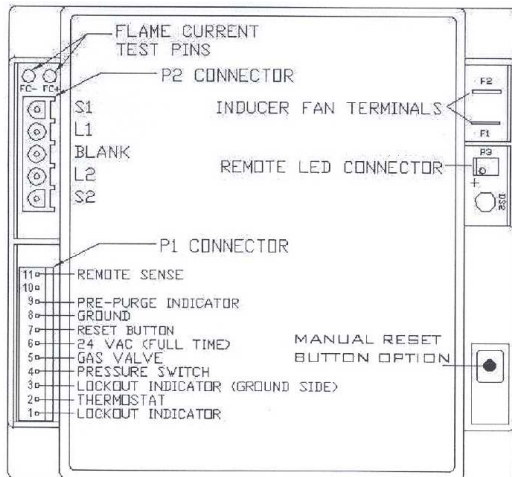 FLAME CURRENT
TEST PINS
FC- FC+
P2 CONNECTOR
S1
L1
BLANK
L2
S2
F2
INDUCER FAN TERMINALS
F1
P3
REMOTE LED CONNECTOR
+
DS2
P1 CONNECTOR
11 REMOTE SENSE
10
9 PRE-PURGE INDICATOR
8 GROUND
7 RESET BUTTON
6 24 VAC (FULL TIME)
5 GAS VALVE
4 PRESSURE SWITCH
3 LOCKOUT INDICATOR (GROUND SIDE)
2 THERMOSTAT
1 LOCKOUT INDICATOR
MANUAL RESET
BUTTON OPTION